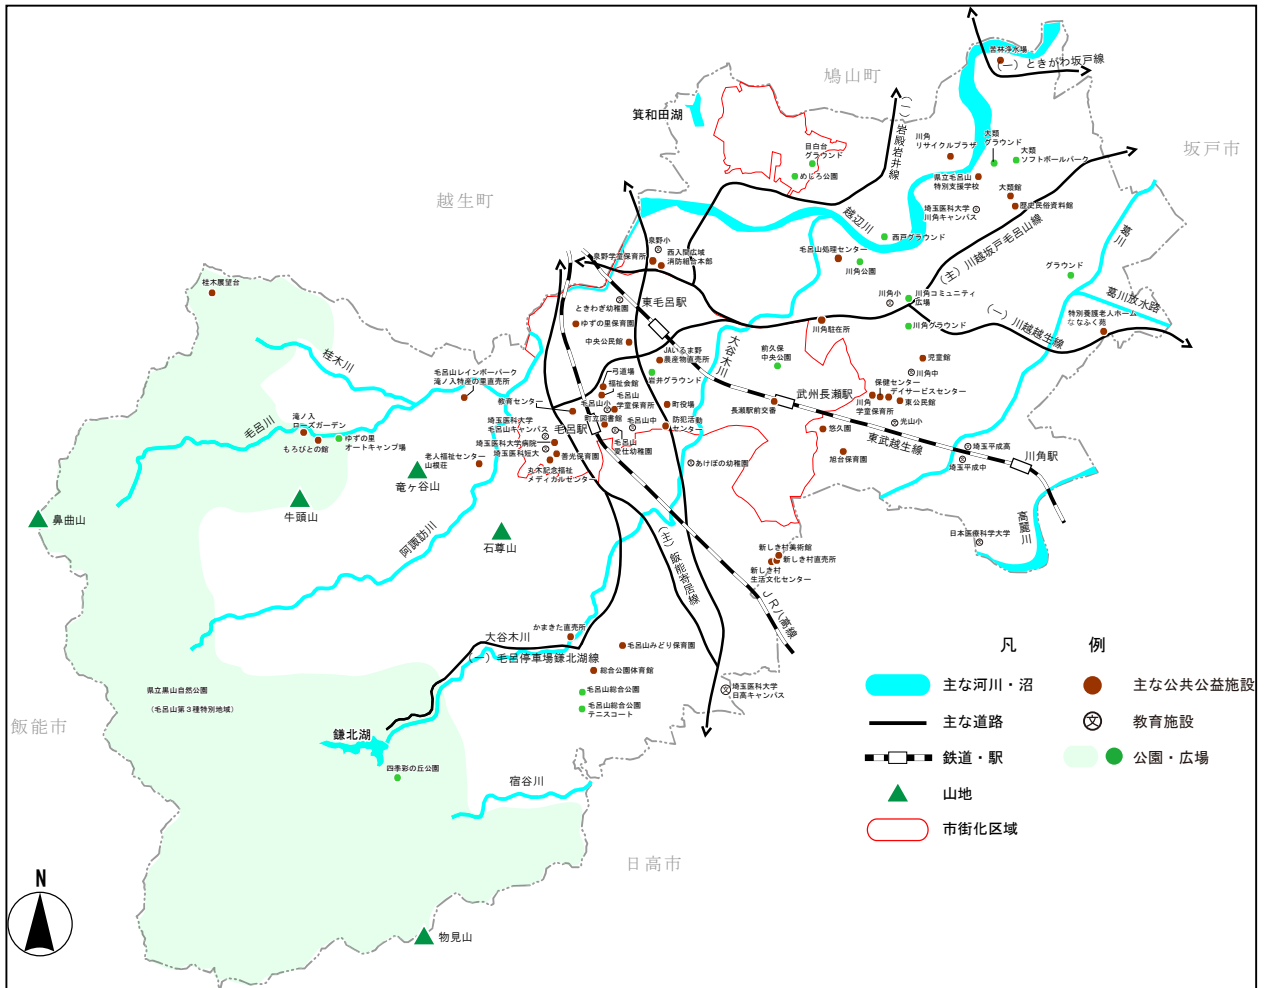 苦林浄水場
(一)ときがわ坂戸線
鳩山町
箕和田湖
(一)岩殿岩井線
坂戸市
目白台
グラウンド
めじろ公園
川角
リサイクルプラザ
大類
グラウンド
大類
ソフトボールパーク
県立毛呂山
特別支援学校
大類館
歴史民俗資料館
埼玉医科大学
川角キャンパス
越生町
越辺川
西戸グラウンド
葛川
(主)川越坂戸毛呂山線
泉野小
泉野学童保育所
西入間広域
消防組合本部
毛呂山処理センター
川角公園
グラウンド
葛川放水路
桂木展望台
ときわぎ幼稚園
東毛呂駅
川角小
川角コミュニティ
広場
(一)川越越生線
特別養護老人ホーム
ななふく苑
ゆずの里保育園
中央公民館
川角駐在所
川角グラウンド
大谷木川
前久保
中央公園
JAいるま野
農産物直売所
児童館
桂木川
毛呂山レインボーパーク
滝ノ入特産の里直売所
弓道場
福祉会館
岩井グラウンド
川角中
保健センター
デイサービスセンター
武州長瀬駅
毛呂山
学童保育所
毛呂山小
町役場
長瀬駅前交番
川角
学童保育所
東公民館
教育センター
町立図書館
毛呂山中
防犯活動
センター
光山小
悠久園
毛呂川
滝ノ入
ローズガーデン
もろびとの館
ゆずの里
オートキャンプ場
埼玉医科大学
毛呂山キャンパス
毛呂駅
埼玉医科大学病院
埼玉医科短大
善光保育園
毛呂山
愛仕幼稚園
東武越生線
埼玉平成高
埼玉平成中
川角駅
老人福祉センター
山根荘
丸木記念福祉
メディカルセンター
あけぼの幼稚園
旭台保育園
竜ヶ谷山
牛頭山
鼻曲山
阿諏訪川
石尊山
(主)飯能寄居線
日本医療科学大学
高麗川
新しき村美術館
新しき村直売所
新しき村
生活文化センター
JR八高線
かまきた直売所
大谷木川
(一)毛呂停車場鎌北湖線
毛呂山みどり保育園
総合公園体育館
県立黒山自然公園
(毛呂山第3種特別地域)
毛呂山総合公園
毛呂山総合公園
テニスコート
埼玉医科大学
日高キャンパス
飯能市
鎌北湖
四季彩の丘公園
宿谷川
日高市
物見山
N
凡例
主な河川・沼
主な公共公益施設
主な道路
文
教育施設
鉄道・駅
公園・広場
山地
市街化区域